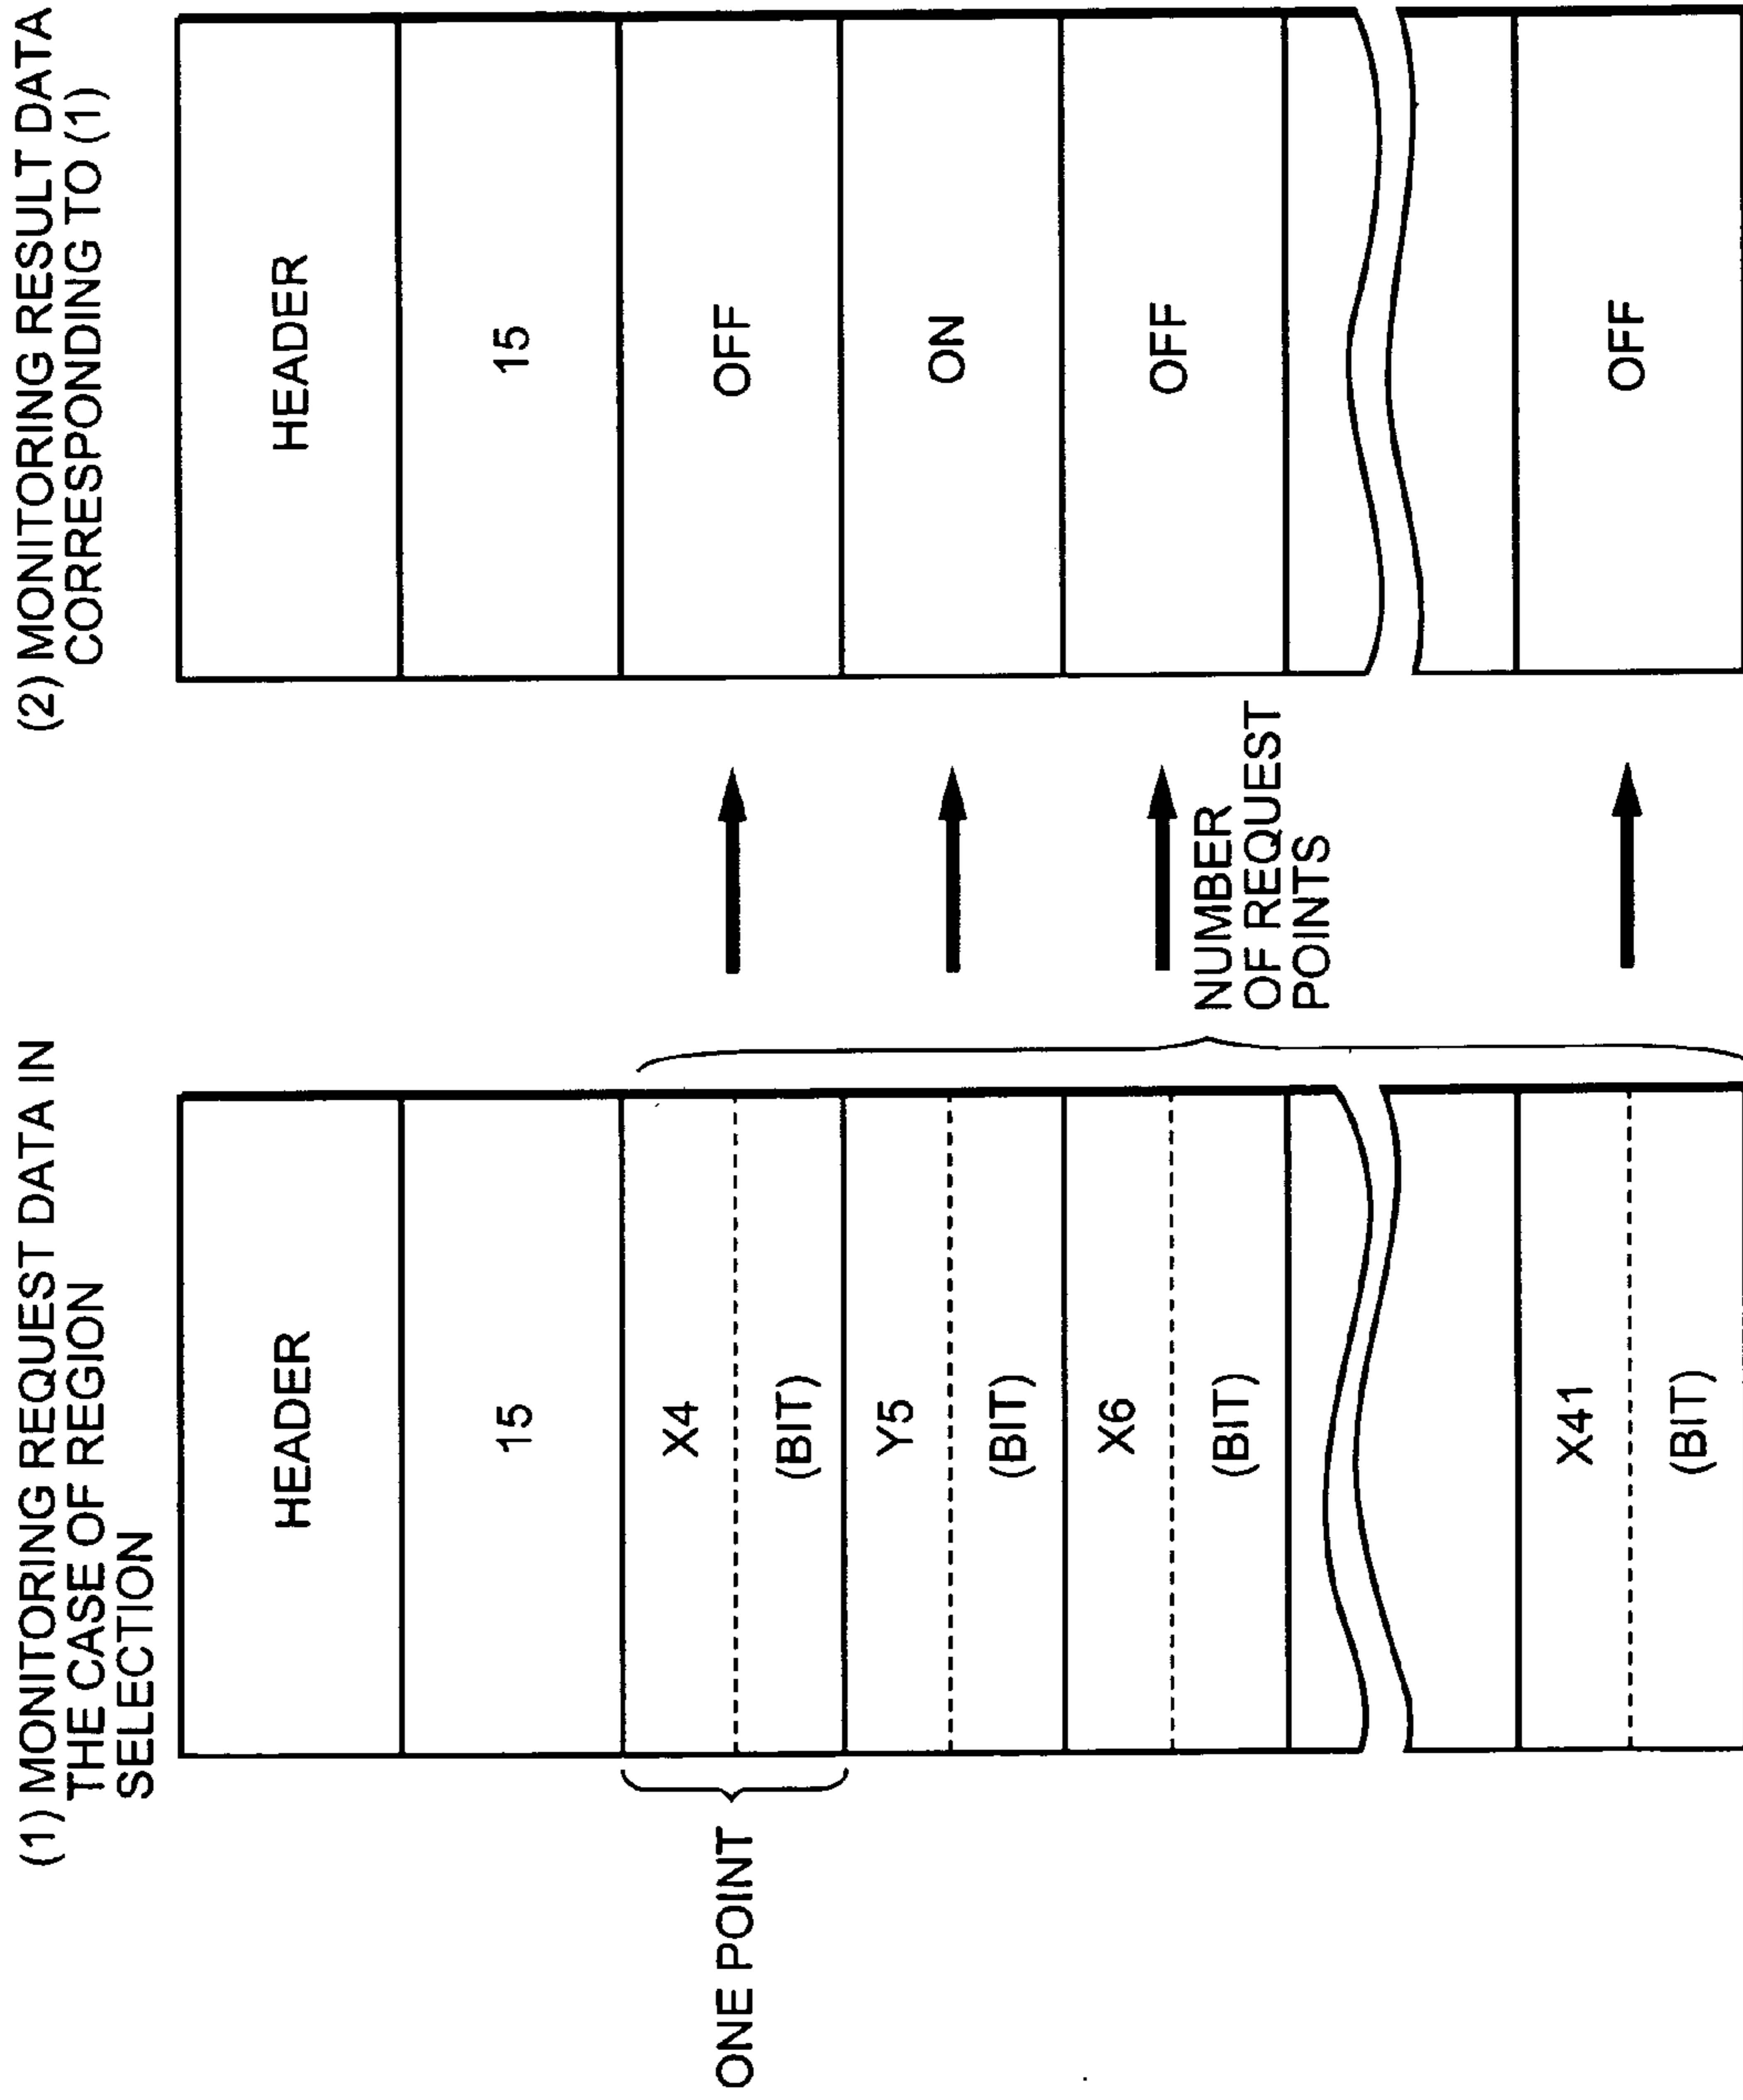 (1) MONITORING REQUEST DATA IN
THE CASE OF REGION
SELECTION
HEADER
15
ONE POINT
X4
(BIT)
Y5
(BIT)
X6
(BIT)
X41
(BIT)
NUMBER
OF REQUEST
POINTS
(2) MONITORING RESULT DATA
CORRESPONDING TO (1)
HEADER
15
OFF
ON
OFF
OFF